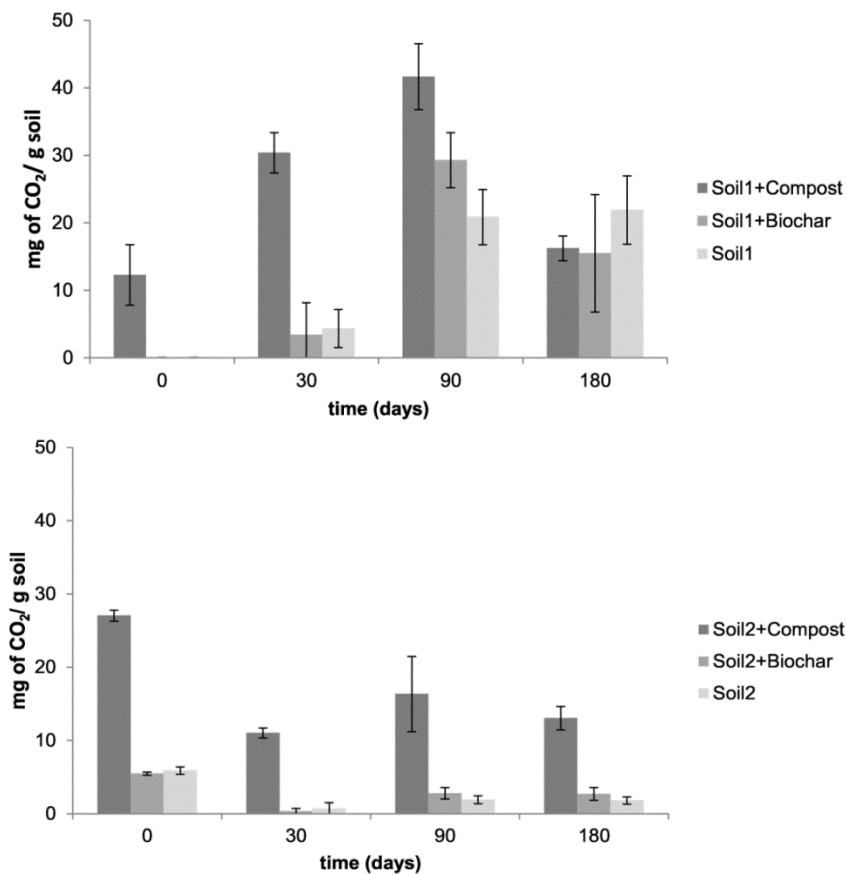 50
40
30
20
10
0
mg of CO2/ g soil
0 30 90 180
time (days)
Soil1+Compost
Soil1+Biochar
Soil1
50
40
30
20
10
0
mg of CO2/ g soil
0 30 90 180
time (days)
Soil2+Compost
Soil2+Biochar
Soil2